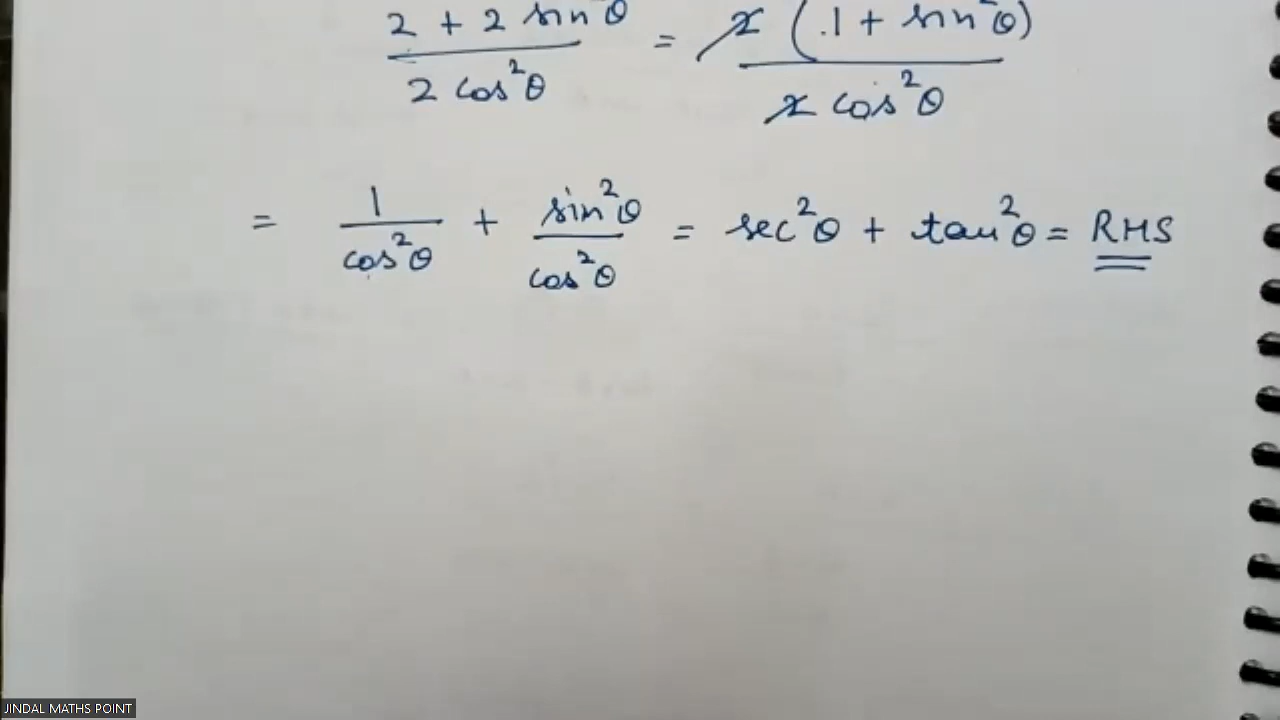 2 + 2 sin²θ / 2 cos²θ = 2 (1 + sin²θ) / 2 cos²θ
= 1 / cos²θ + sin²θ / cos²θ = sec²θ + tan²θ = RHS
JINDAL MATHS POINT